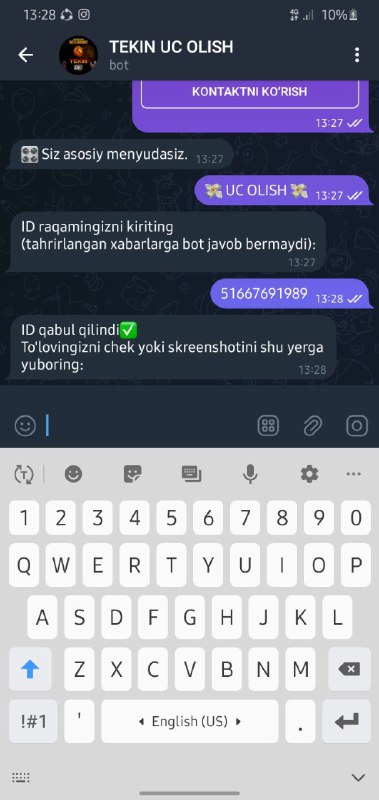 13:28
4G
10%
TEKIN UC OLISH
bot
KONTAKTNI KO'RISH
13:27
🎛 Siz asosiy menyudasiz. 13:27
💸 UC OLISH 💸 13:27
ID raqamingizni kiriting
(tahrirlangan xabarlarga bot javob bermaydi):
13:27
51667691989 13:28
ID qabul qilindi✅
To'lovingizni chek yoki skreenshotini shu yerga
yuboring: 13:28
1 2 3 4 5 6 7 8 9 0
Q W E R T Y U I O P
A S D F G H J K L
Z X C V B N M
!#1 ' English (US) .